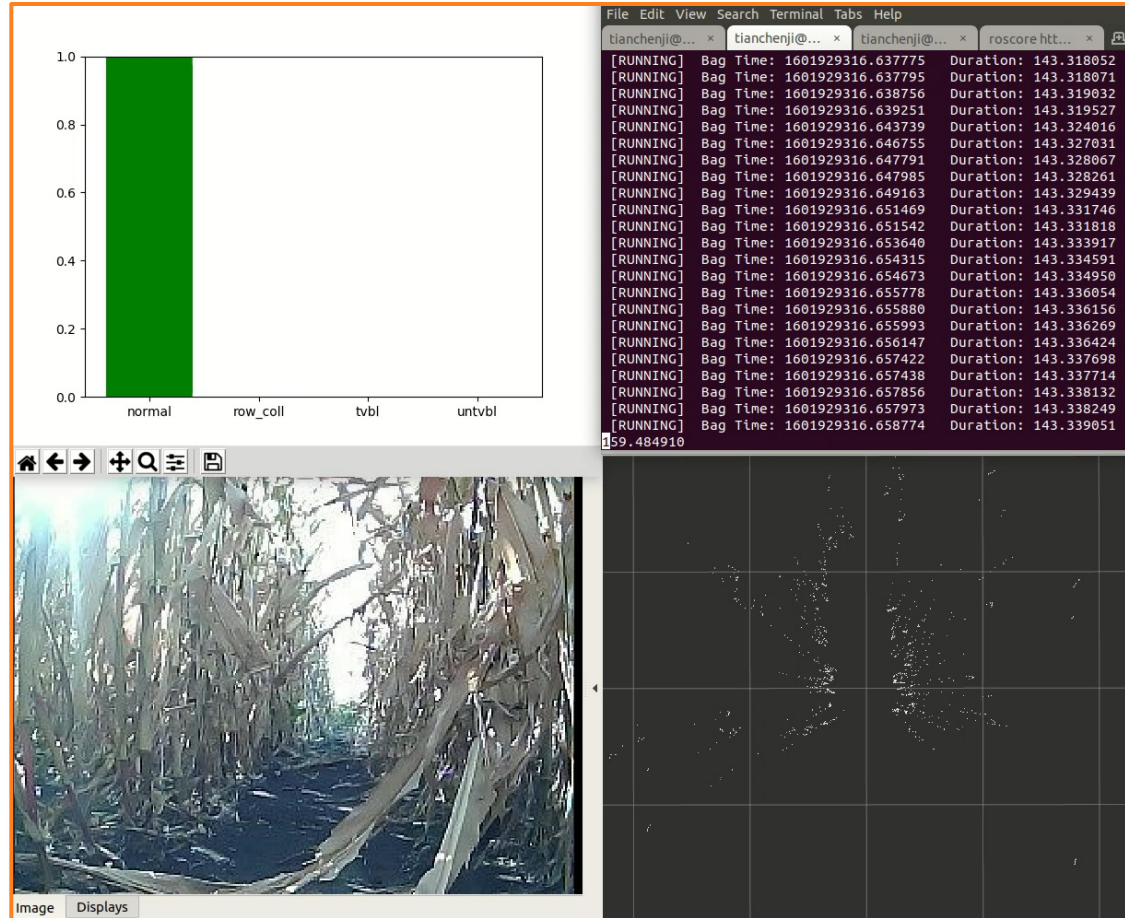 1.0
0.8
0.6
0.4
0.2
0.0
normal row_coll tvbl untvbl
File Edit View Search Terminal Tabs Help
tianchenji@... × tianchenji@... × tianchenji@... × roscore htt... ×
[RUNNING] Bag Time: 1601929316.637775 Duration: 143.318052
[RUNNING] Bag Time: 1601929316.637795 Duration: 143.318071
[RUNNING] Bag Time: 1601929316.638756 Duration: 143.319032
[RUNNING] Bag Time: 1601929316.639251 Duration: 143.319527
[RUNNING] Bag Time: 1601929316.643739 Duration: 143.324016
[RUNNING] Bag Time: 1601929316.646755 Duration: 143.327031
[RUNNING] Bag Time: 1601929316.647791 Duration: 143.328067
[RUNNING] Bag Time: 1601929316.647985 Duration: 143.328261
[RUNNING] Bag Time: 1601929316.649163 Duration: 143.329439
[RUNNING] Bag Time: 1601929316.651469 Duration: 143.331746
[RUNNING] Bag Time: 1601929316.651542 Duration: 143.331818
[RUNNING] Bag Time: 1601929316.653640 Duration: 143.333917
[RUNNING] Bag Time: 1601929316.654315 Duration: 143.334591
[RUNNING] Bag Time: 1601929316.654673 Duration: 143.334950
[RUNNING] Bag Time: 1601929316.655778 Duration: 143.336054
[RUNNING] Bag Time: 1601929316.655880 Duration: 143.336156
[RUNNING] Bag Time: 1601929316.655993 Duration: 143.336269
[RUNNING] Bag Time: 1601929316.656147 Duration: 143.336424
[RUNNING] Bag Time: 1601929316.657422 Duration: 143.337698
[RUNNING] Bag Time: 1601929316.657438 Duration: 143.337714
[RUNNING] Bag Time: 1601929316.657856 Duration: 143.338132
[RUNNING] Bag Time: 1601929316.657973 Duration: 143.338249
[RUNNING] Bag Time: 1601929316.658774 Duration: 143.339051
159.484910
Image Displays